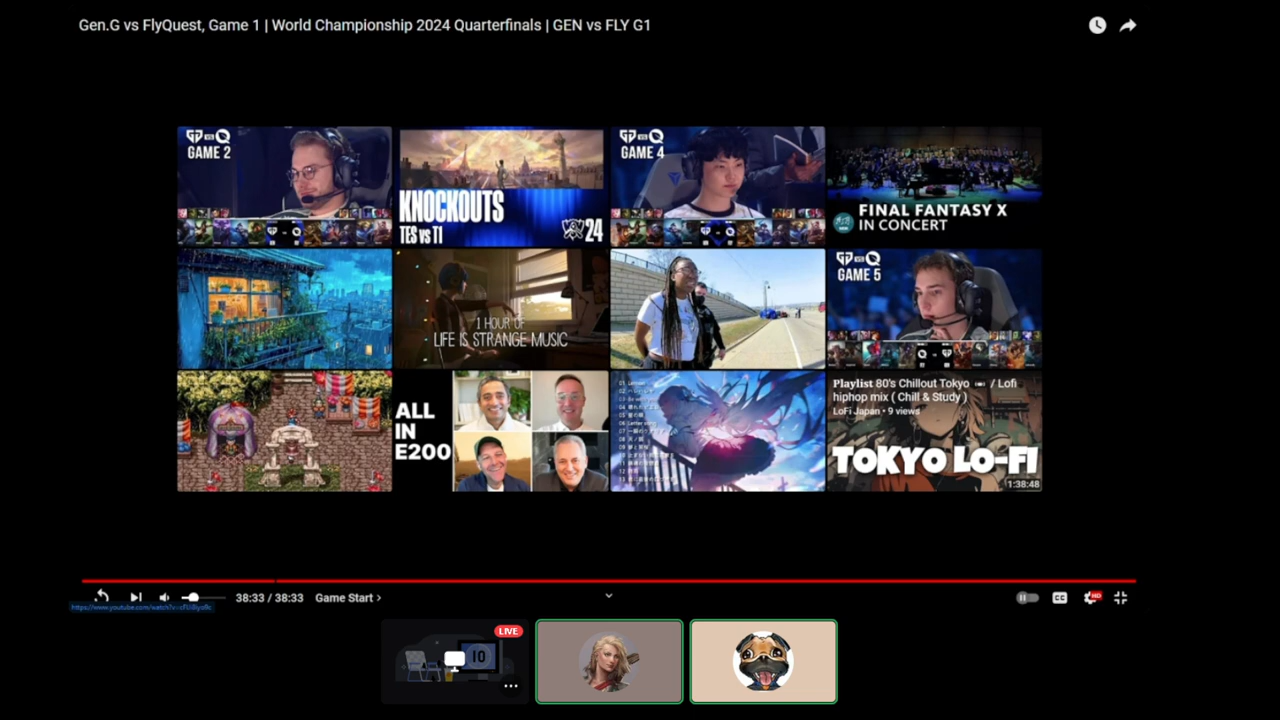 Gen.G vs FlyQuest, Game 1 | World Championship 2024 Quarterfinals | GEN vs FLY G1
GAME 2
KNOCKOUTS
TES vs T1
24
GAME 4
FINAL FANTASY X
IN CONCERT
1 HOUR OF
LIFE IS STRANGE MUSIC
GAME 5
ALL
IN
E200
Playlist 80's Chillout Tokyo / Lofi
hiphop mix ( Chill & Study )
LoFi Japan • 9 views
TOKYO LO-FI
1:38:48
38:33 / 38:33
Game Start
CC
HD
LIVE
10